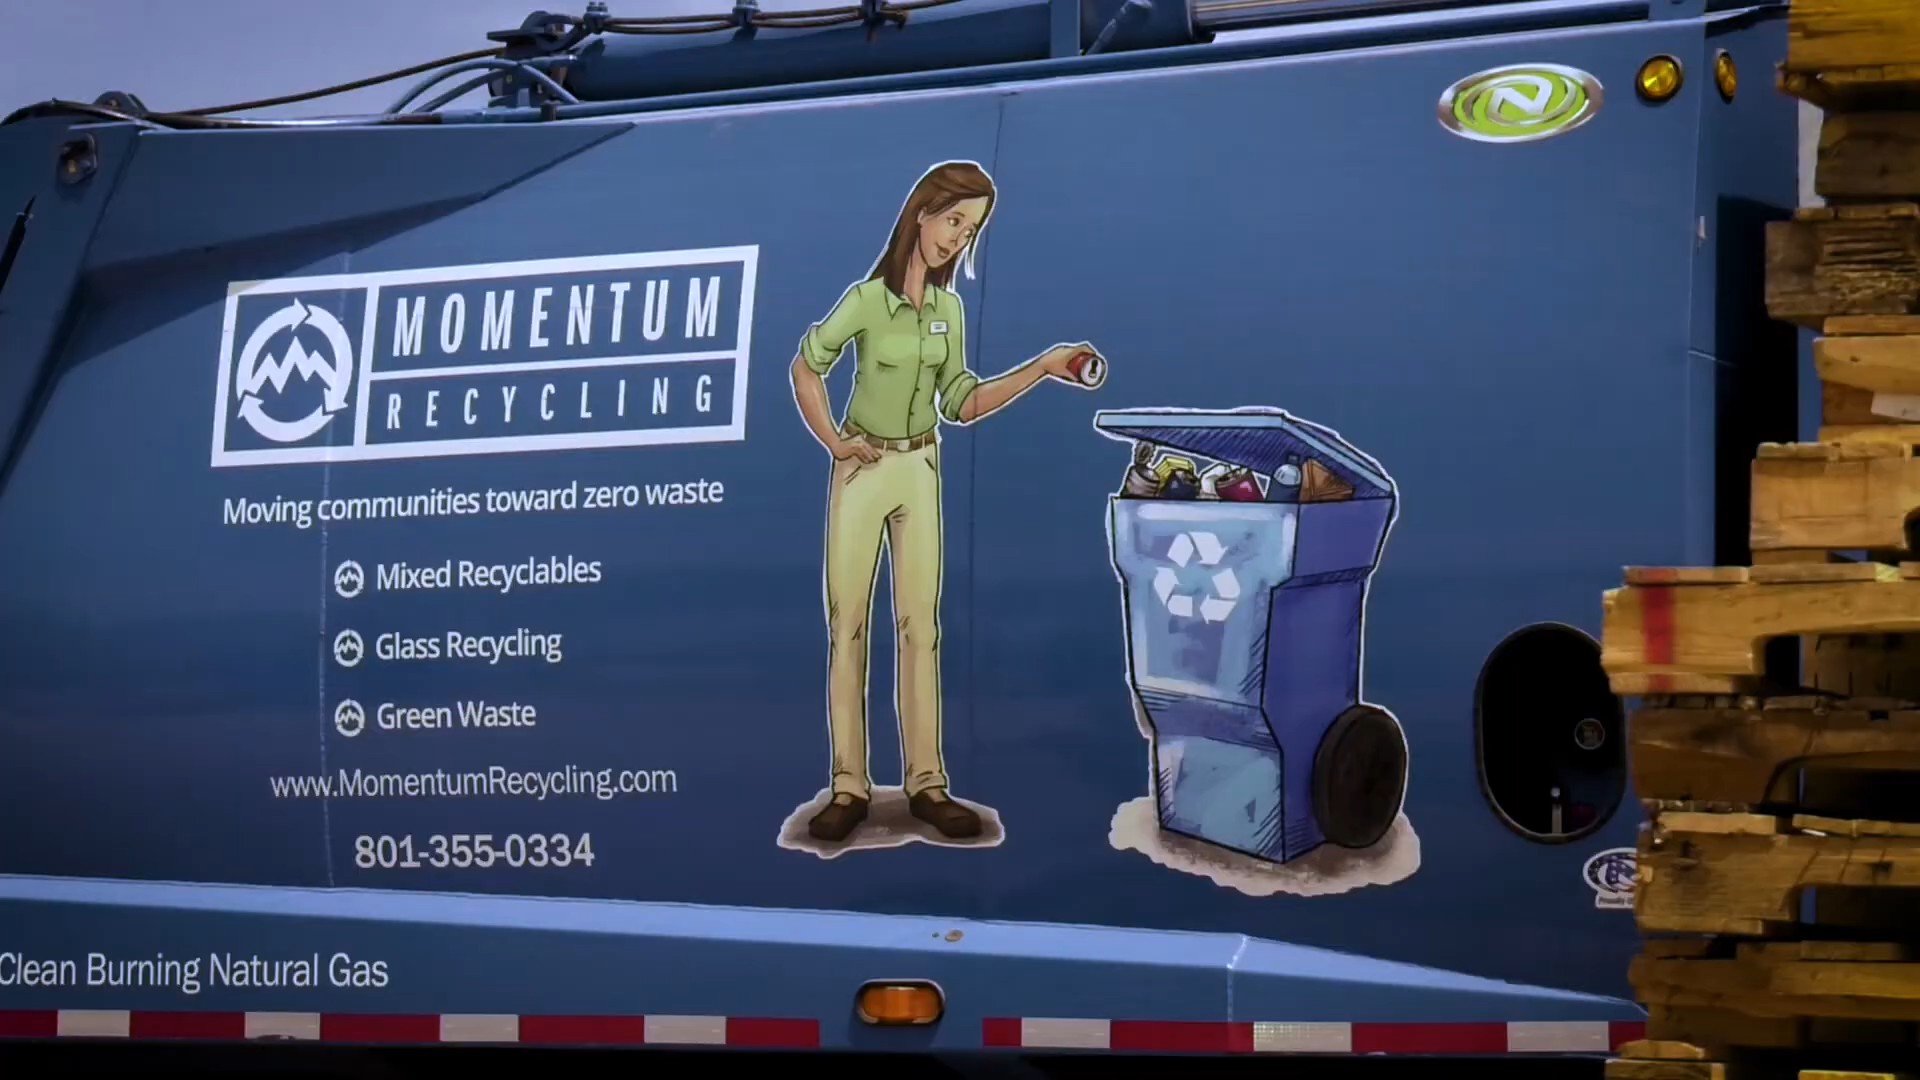 MOMENTUM
RECYCLING
Moving communities toward zero waste
Mixed Recyclables
Glass Recycling
Green Waste
www.MomentumRecycling.com
801-355-0334
Clean Burning Natural Gas
Proudly